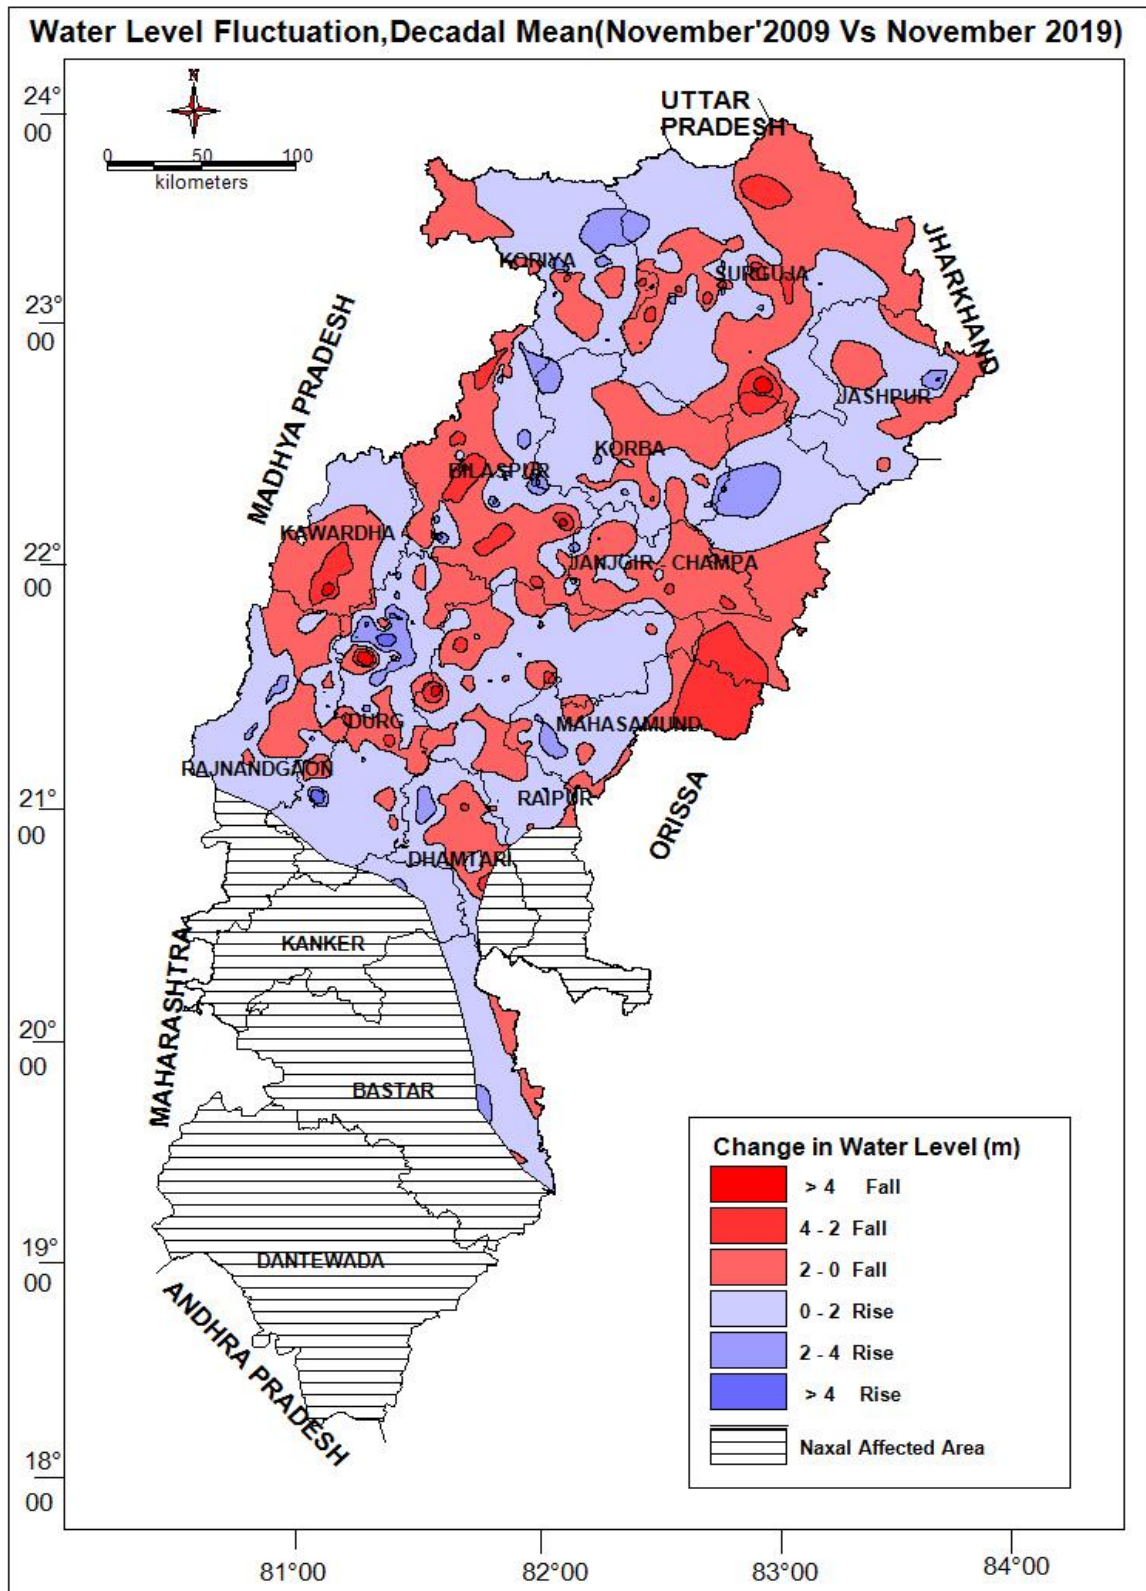 Water Level Fluctuation,Decadal Mean(November'2009 Vs November 2019)
N
0 50 100
kilometers
24°
00
23°
00
22°
00
21°
00
20°
00
19°
00
18°
00
UTTAR
PRADESH
JHARKHAND
MADHYA PRADESH
ORISSA
MAHARASHTRA
ANDHRA PRADESH
KORIYA
SURGUJA
JASHPUR
KORBA
BILASPUR
KAWARDHA
JANJGIR - CHAMPA
DURG
MAHASAMUND
RAJNANDGAON
RAIPUR
DHAMTARI
KANKER
BASTAR
DANTEWADA
Change in Water Level (m)
> 4 Fall
4 - 2 Fall
2 - 0 Fall
0 - 2 Rise
2 - 4 Rise
> 4 Rise
Naxal Affected Area
81°00 82°00 83°00 84°00